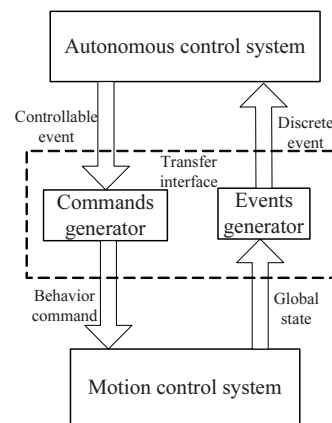 Autonomous control system
Controllable
event
Discrete
event
Transfer
interface
Commands
generator
Events
generator
Behavior
command
Global
state
Motion control system